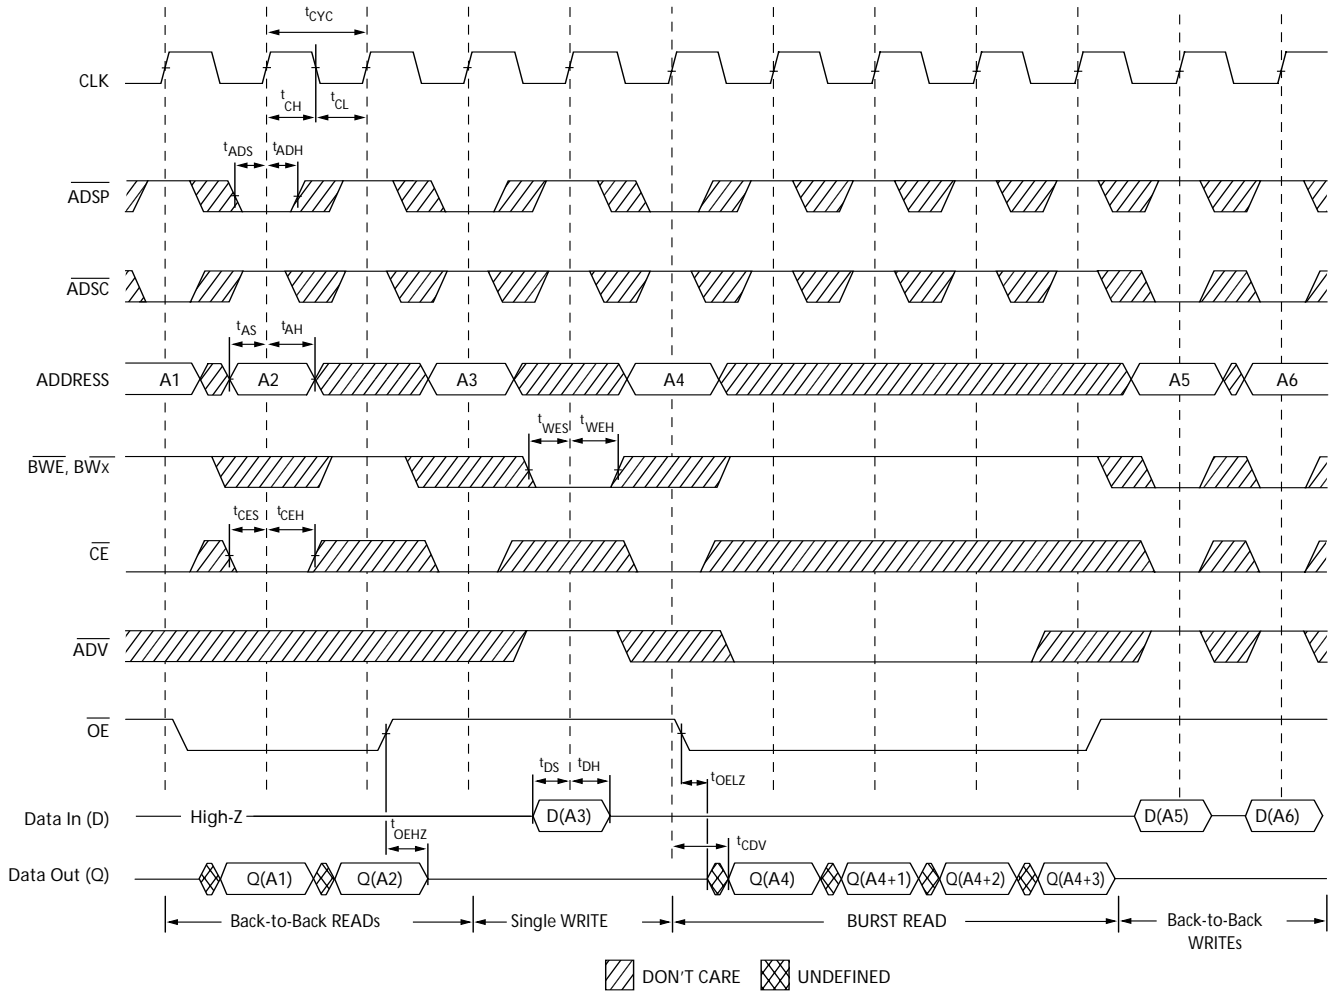 tCYC
CLK
tCH tCL
tADS tADH
ADSP
ADSC
tAS tAH
ADDRESS A1 A2 A3 A4 A5 A6
tWES tWEH
BWE, BWx
tCES tCEH
CE
ADV
OE
tDS tDH tOELZ
Data In (D) High-Z D(A3) D(A5) D(A6)
tOEHZ tCDV
Data Out (Q) Q(A1) Q(A2) Q(A4) Q(A4+1) Q(A4+2) Q(A4+3)
Back-to-Back READs Single WRITE BURST READ Back-to-Back
WRITEs
DON'T CARE UNDEFINED